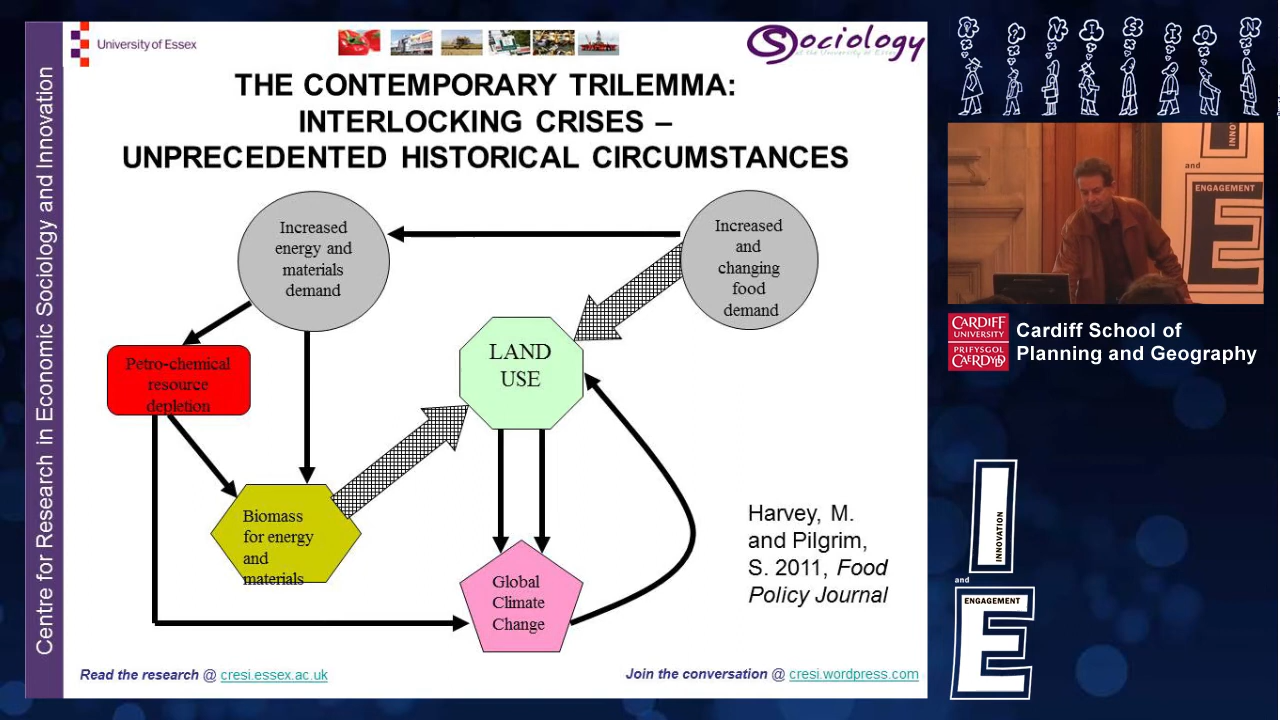 University of Essex
Sociology
Centre for Research in Economic Sociology and Innovation
THE CONTEMPORARY TRILEMMA:
INTERLOCKING CRISES –
UNPRECEDENTED HISTORICAL CIRCUMSTANCES
Increased
energy and
materials
demand
Increased
and
changing
food
demand
Petro-chemical
resource
depletion
LAND
USE
Biomass
for energy
and
materials
Global
Climate
Change
Harvey, M.
and Pilgrim,
S. 2011, Food
Policy Journal
Read the research @ cresi.essex.ac.uk
Join the conversation @ cresi.wordpress.com
and
ENGAGEMENT
E
CARDIFF
UNIVERSITY
PRIFYSGOL
CAERDYÐ
Cardiff School of
Planning and Geography
I
INNOVATION
and
ENGAGEMENT
E